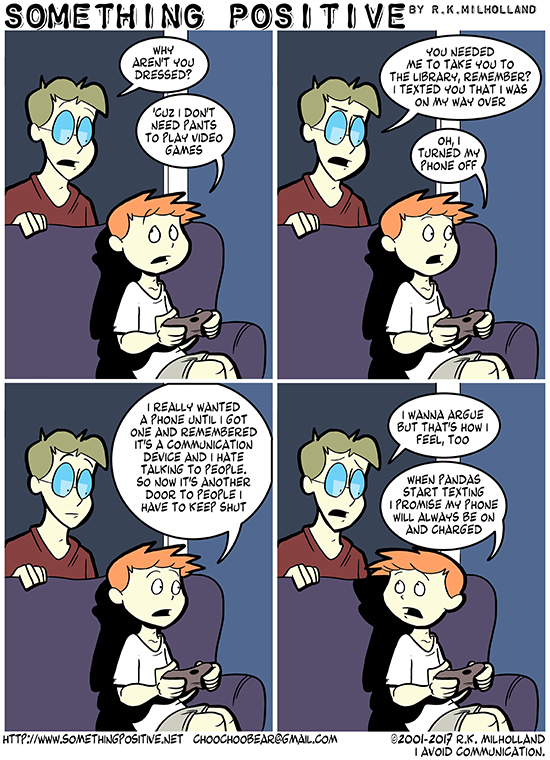 SOMETHING POSITIVE BY R.K.MILHOLLAND
WHY
AREN'T YOU
DRESSED?
'CUZ I DON'T
NEED PANTS
TO PLAY VIDEO
GAMES
YOU NEEDED
ME TO TAKE YOU TO
THE LIBRARY, REMEMBER?
I TEXTED YOU THAT I WAS
ON MY WAY OVER
OH, I
TURNED MY
PHONE OFF
I REALLY WANTED
A PHONE UNTIL I GOT
ONE AND REMEMBERED
IT'S A COMMUNICATION
DEVICE AND I HATE
TALKING TO PEOPLE.
SO NOW IT'S ANOTHER
DOOR TO PEOPLE I
HAVE TO KEEP SHUT
I WANNA ARGUE
BUT THAT'S HOW I
FEEL, TOO
WHEN PANDAS
START TEXTING
I PROMISE MY PHONE
WILL ALWAYS BE ON
AND CHARGED
HTTP://WWW.SOMETHINGPOSITIVE.NET CHOOCHOOBEAR@GMAIL.COM
©2001-2017 R.K. MILHOLLAND
I AVOID COMMUNICATION.